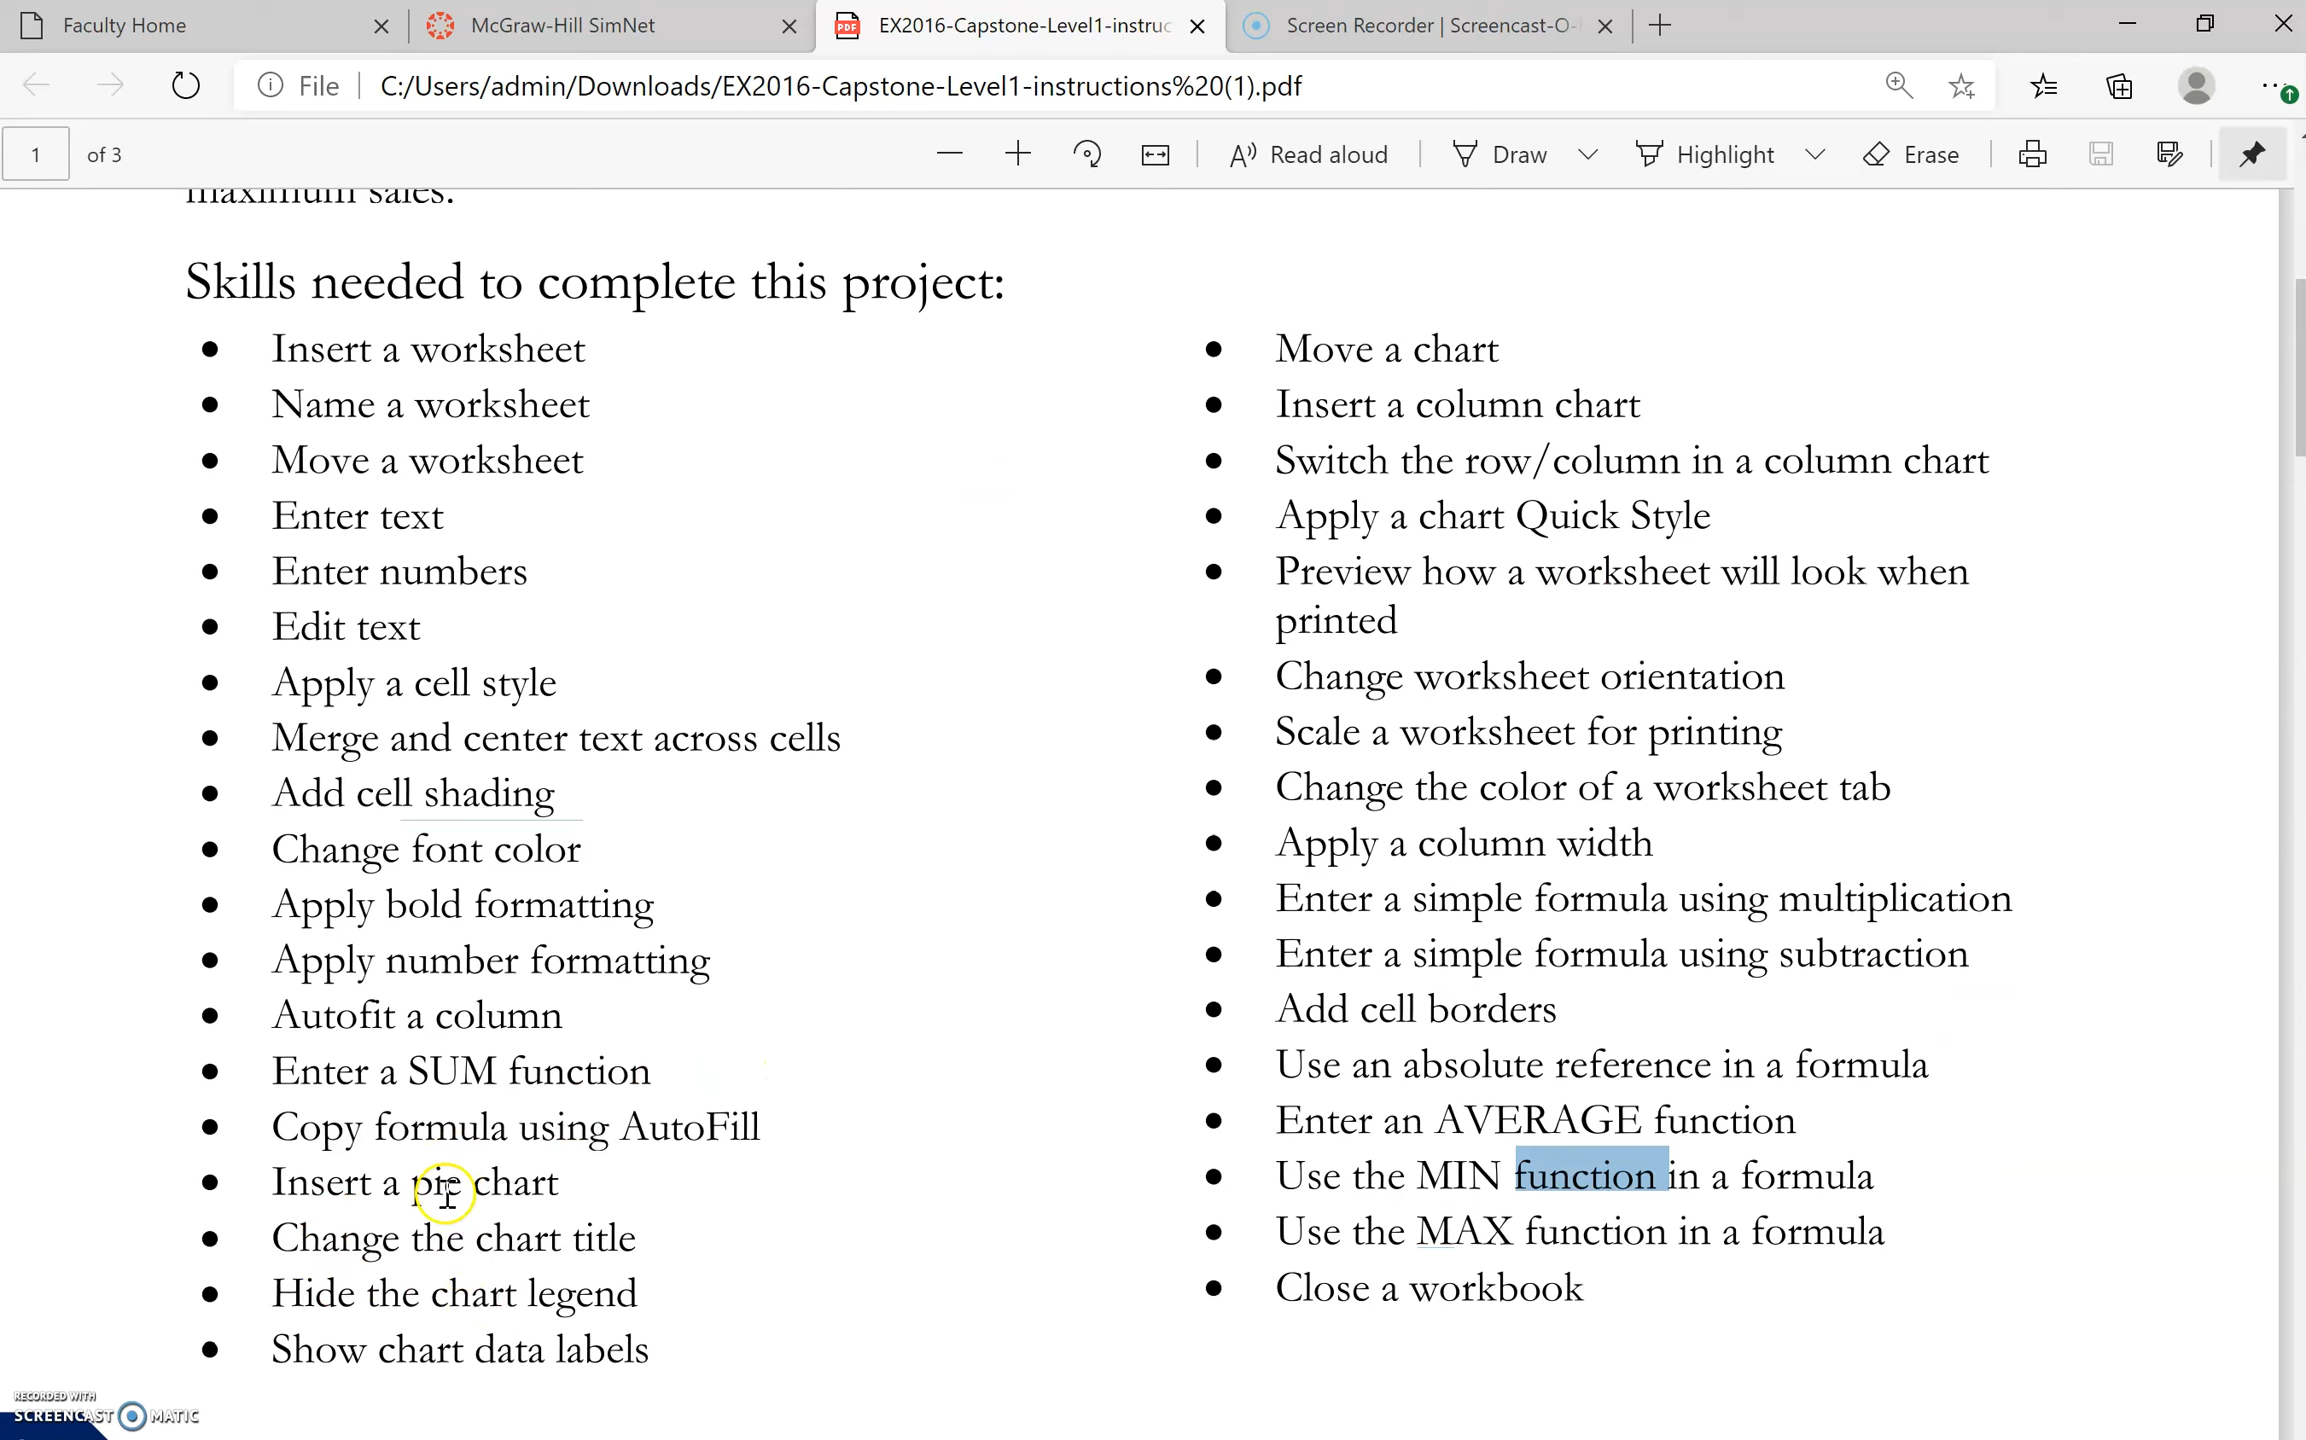 Faculty Home
McGraw-Hill SimNet
EX2016-Capstone-Level1-instruc
Screen Recorder | Screencast-O-
File
C:/Users/admin/Downloads/EX2016-Capstone-Level1-instructions%20(1).pdf
1 of 3
Read aloud
Draw
Highlight
Erase
maximum sales.
Skills needed to complete this project:
• Insert a worksheet
• Name a worksheet
• Move a worksheet
• Enter text
• Enter numbers
• Edit text
• Apply a cell style
• Merge and center text across cells
• Add cell shading
• Change font color
• Apply bold formatting
• Apply number formatting
• Autofit a column
• Enter a SUM function
• Copy formula using AutoFill
• Insert a pie chart
• Change the chart title
• Hide the chart legend
• Show chart data labels
• Move a chart
• Insert a column chart
• Switch the row/column in a column chart
• Apply a chart Quick Style
• Preview how a worksheet will look when
printed
• Change worksheet orientation
• Scale a worksheet for printing
• Change the color of a worksheet tab
• Apply a column width
• Enter a simple formula using multiplication
• Enter a simple formula using subtraction
• Add cell borders
• Use an absolute reference in a formula
• Enter an AVERAGE function
• Use the MIN function in a formula
• Use the MAX function in a formula
• Close a workbook
RECORDED WITH
SCREENCAST MATIC